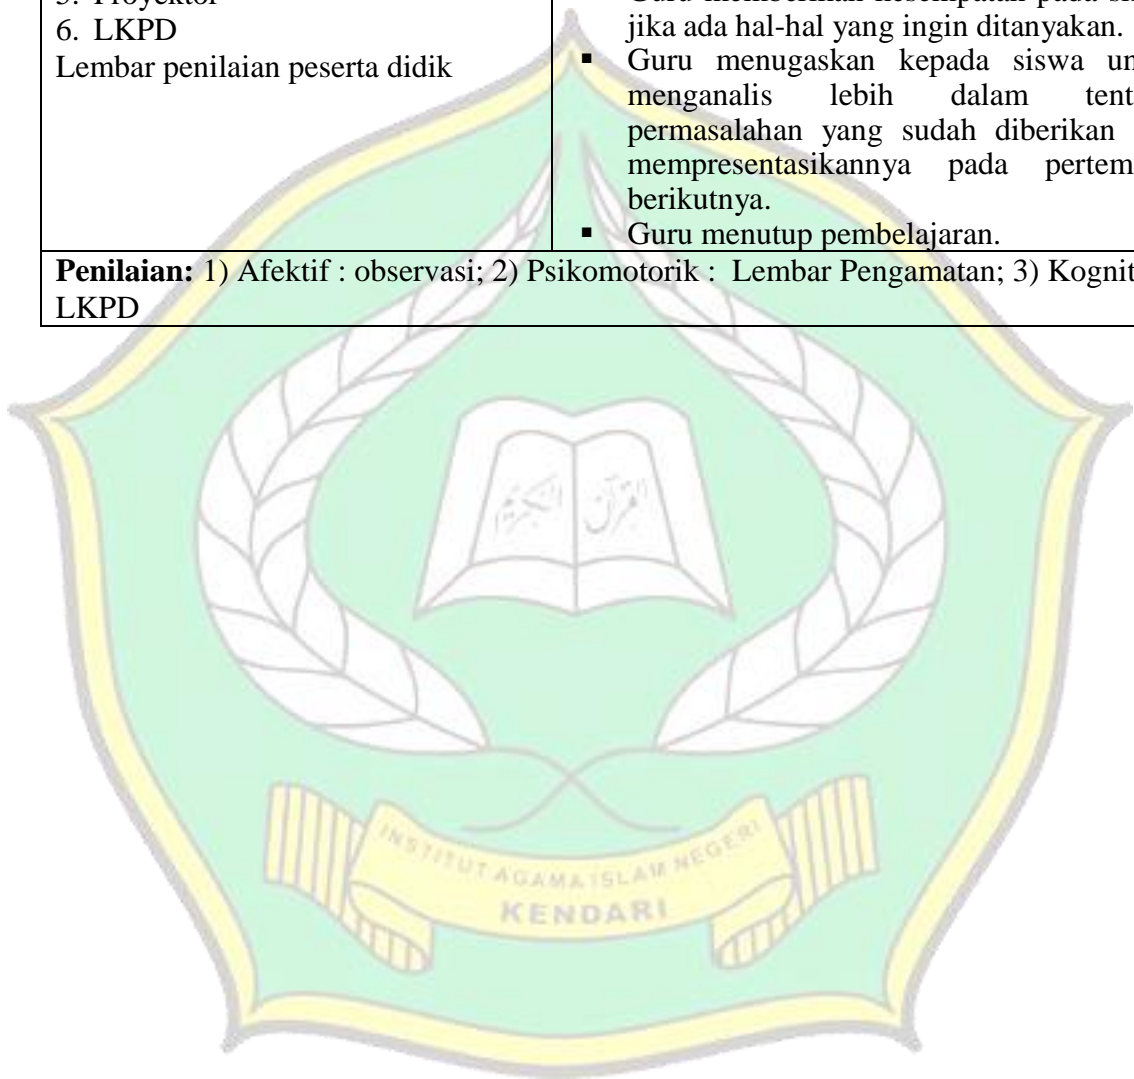 6. LKPD
Lembar penilaian peserta didik
jika ada hal-hal yang ingin ditanyakan.
▪ Guru menugaskan kepada siswa
menganalis lebih dalam
permasalahan yang sudah diberikan
mempresentasikannya pada
berikutnya.
▪ Guru menutup pembelajaran.
Penilaian: 1) Afektif : observasi; 2) Psikomotorik : Lembar Pengamatan; 3)
LKPD
القرآن الكريم
INSTITUT AGAMA ISLAM NEGERI
KENDARI